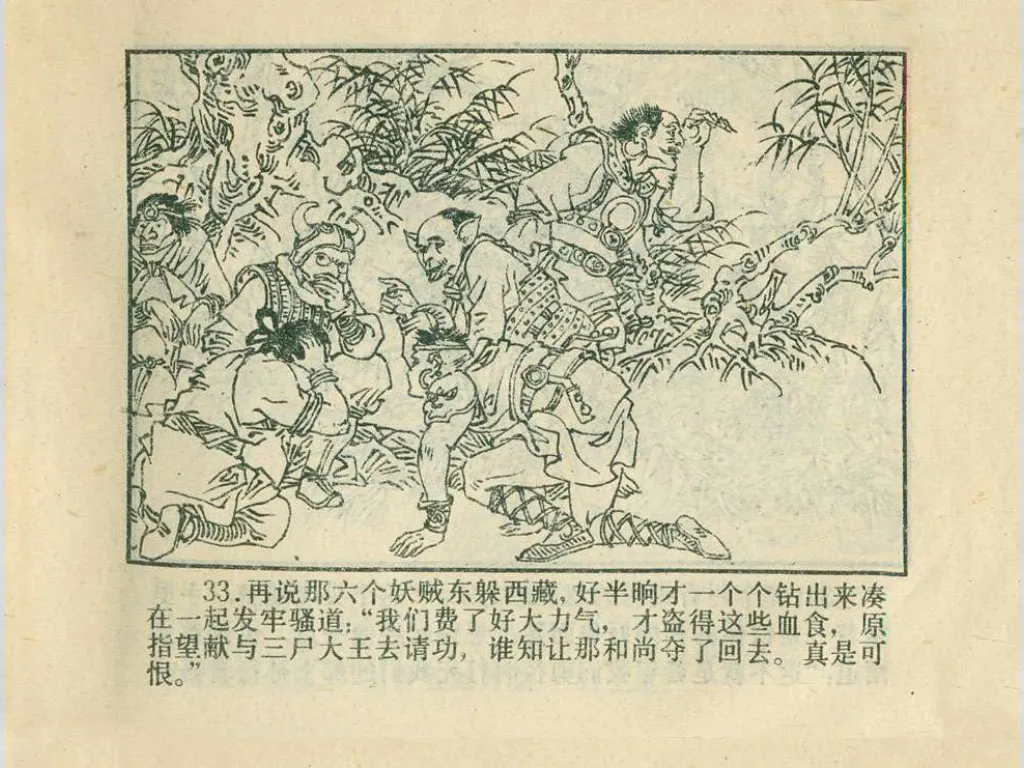 33.再说那六个妖贼东躲西藏,好半晌才一个个钻出来凑
在一起发牢骚道:“我们费了好大力气,才盗得这些血食,原
指望献与三尸大王去请功,谁知让那和尚夺了回去。真是可
恨。”